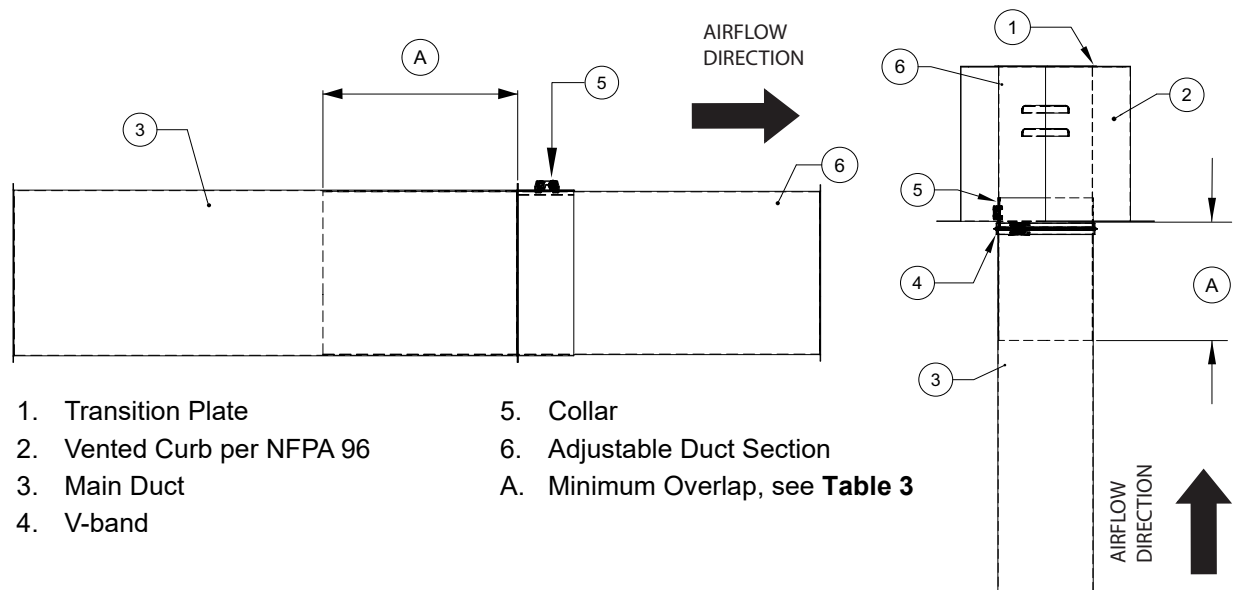 AIRFLOW
DIRECTION
A
5
3
6
1
6
2
5
4
A
3
1. Transition Plate
2. Vented Curb per NFPA 96
3. Main Duct
4. V-band
5. Collar
6. Adjustable Duct Section
A. Minimum Overlap, see Table 3
AIRFLOW
DIRECTION